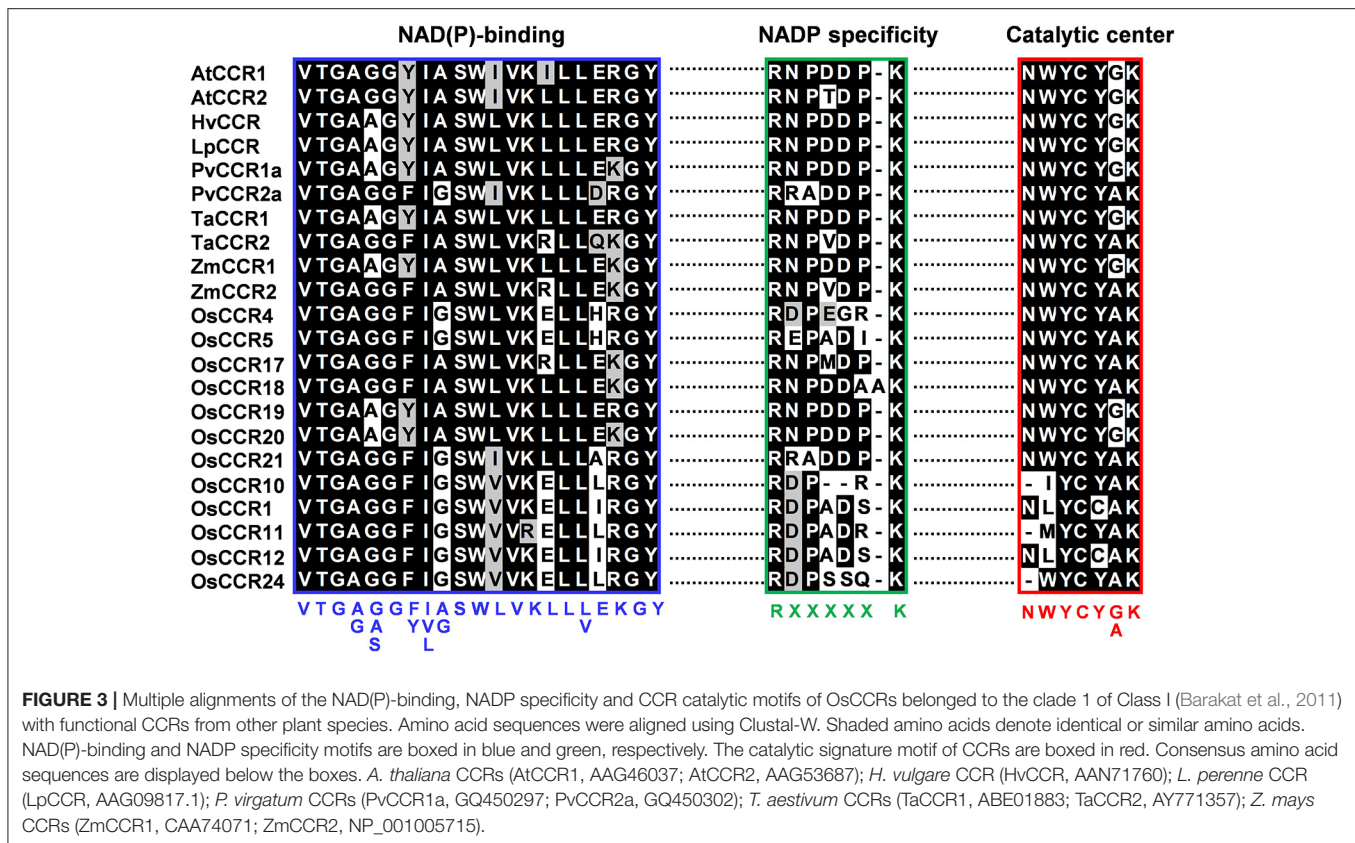 NAD(P)-binding NADP specificity Catalytic center
AtCCR1 VTGAGGYIASWIVKILLERGY RNPDDP-K NWYCYGK
AtCCR2 VTGAGGYIASWIVKLLLERGY RNPTDP-K NWYCYGK
HvCCR VTGAAGYIASWLVKLLLERGY RNPDDP-K NWYCYGK
LpCCR VTGAAGYIASWLVKLLLERGY RNPDDP-K NWYCYGK
PvCCR1a VTGAAGYIASWLVKLLLEKGY RNPDDP-K NWYCYGK
PvCCR2a VTGAGGFIGSWIVKLLLDRGY RRADDP-K NWYCYAK
TaCCR1 VTGAAGYIASWLVKLLLERGY RNPDDP-K NWYCYGK
TaCCR2 VTGAGGFIASWLVKRLLQKGY RNPVDP-K NWYCYAK
ZmCCR1 VTGAAGYIASWLVKLLLEKGY RNPDDP-K NWYCYGK
ZmCCR2 VTGAGGFIASWLVKRLLEKGY RNPVDP-K NWYCYAK
OsCCR4 VTGAGGFIGSWLVKELLHRGY RDPEGR-K NWYCYAK
OsCCR5 VTGAGGFIGSWLVKELLHRGY REPADI-K NWYCYAK
OsCCR17 VTGAGGFIASWLVKRLLEKGY RNPMDP-K NWYCYAK
OsCCR18 VTGAGGFIASWLVKLLLEKGY RNPDDAAK NWYCYAK
OsCCR19 VTGAAGYIASWLVKLLLERGY RNPDDP-K NWYCYGK
OsCCR20 VTGAAGYIASWLVKLLLEKGY RNPDDP-K NWYCYGK
OsCCR21 VTGAGGFIGSWIVKLLLARGY RRADDP-K NWYCYAK
OsCCR10 VTGAGGFIGSWVVKELLLRGY RDP--R-K -IYCYAK
OsCCR1 VTGAGGFIGSWVVKELLIRGY RDPADS-K NLYCCAK
OsCCR11 VTGAGGFIGSWVVRELLLRGY RDPADR-K -MYCYAK
OsCCR12 VTGAGGFIGSWVVKELLIRGY RDPADS-K NLYCCAK
OsCCR24 VTGAGGFIGSWVVKELLLRGY RDPSSQ-K -WYCYAK
VTGAGGFIASWLVKLLLEKGY RXXXXX K NWYCYGK
G A Y V G V A
S L
FIGURE 3 | Multiple alignments of the NAD(P)-binding, NADP specificity and CCR catalytic motifs of OsCCRs belonged to the clade 1 of Class I (Barakat et al., 2011)
with functional CCRs from other plant species. Amino acid sequences were aligned using Clustal-W. Shaded amino acids denote identical or similar amino acids.
NAD(P)-binding and NADP specificity motifs are boxed in blue and green, respectively. The catalytic signature motif of CCRs are boxed in red. Consensus amino acid
sequences are displayed below the boxes. A. thaliana CCRs (AtCCR1, AAG46037; AtCCR2, AAG53687); H. vulgare CCR (HvCCR, AAN71760); L. perenne CCR
(LpCCR, AAG09817.1); P. virgatum CCRs (PvCCR1a, GQ450297; PvCCR2a, GQ450302); T. aestivum CCRs (TaCCR1, ABE01883; TaCCR2, AY771357); Z. mays
CCRs (ZmCCR1, CAA74071; ZmCCR2, NP_001005715).